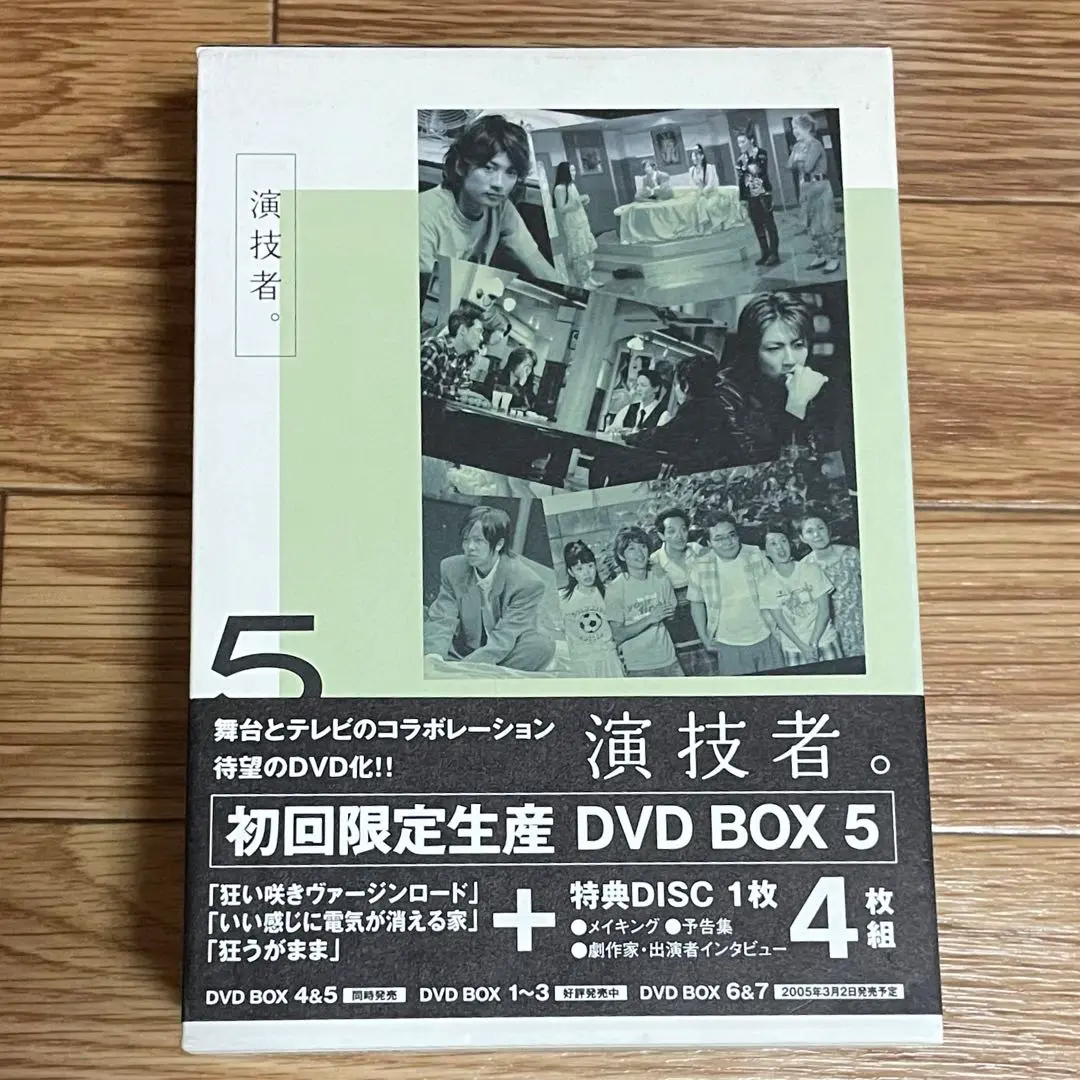 演技者。
5
舞台とテレビのコラボレーション
待望のDVD化!!
演技者。
初回限定生産 DVD BOX 5
「狂い咲きヴァージンロード」
「いい感じに電気が消える家」
「狂うがまま」
+
特典DISC 1枚
●メイキング ●予告集
●劇作家・出演者インタビュー
4枚組
DVD BOX 4&5 同時発売 DVD BOX 1〜3 好評発売中 DVD BOX 6&7 2005年3月2日発売予定